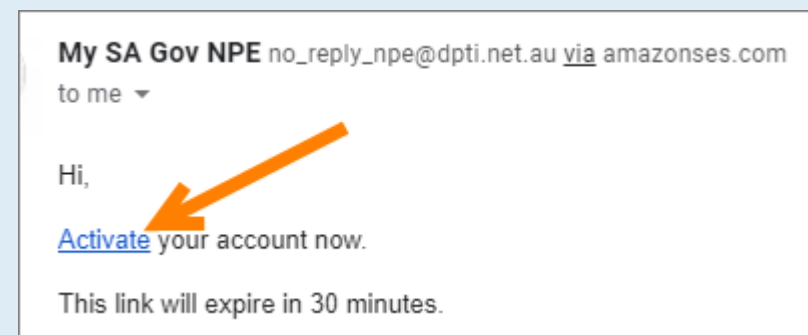 My SA Gov NPE no_reply_npe@dpti.net.au via amazonses.com
to me
Hi,
Activate your account now.
This link will expire in 30 minutes.